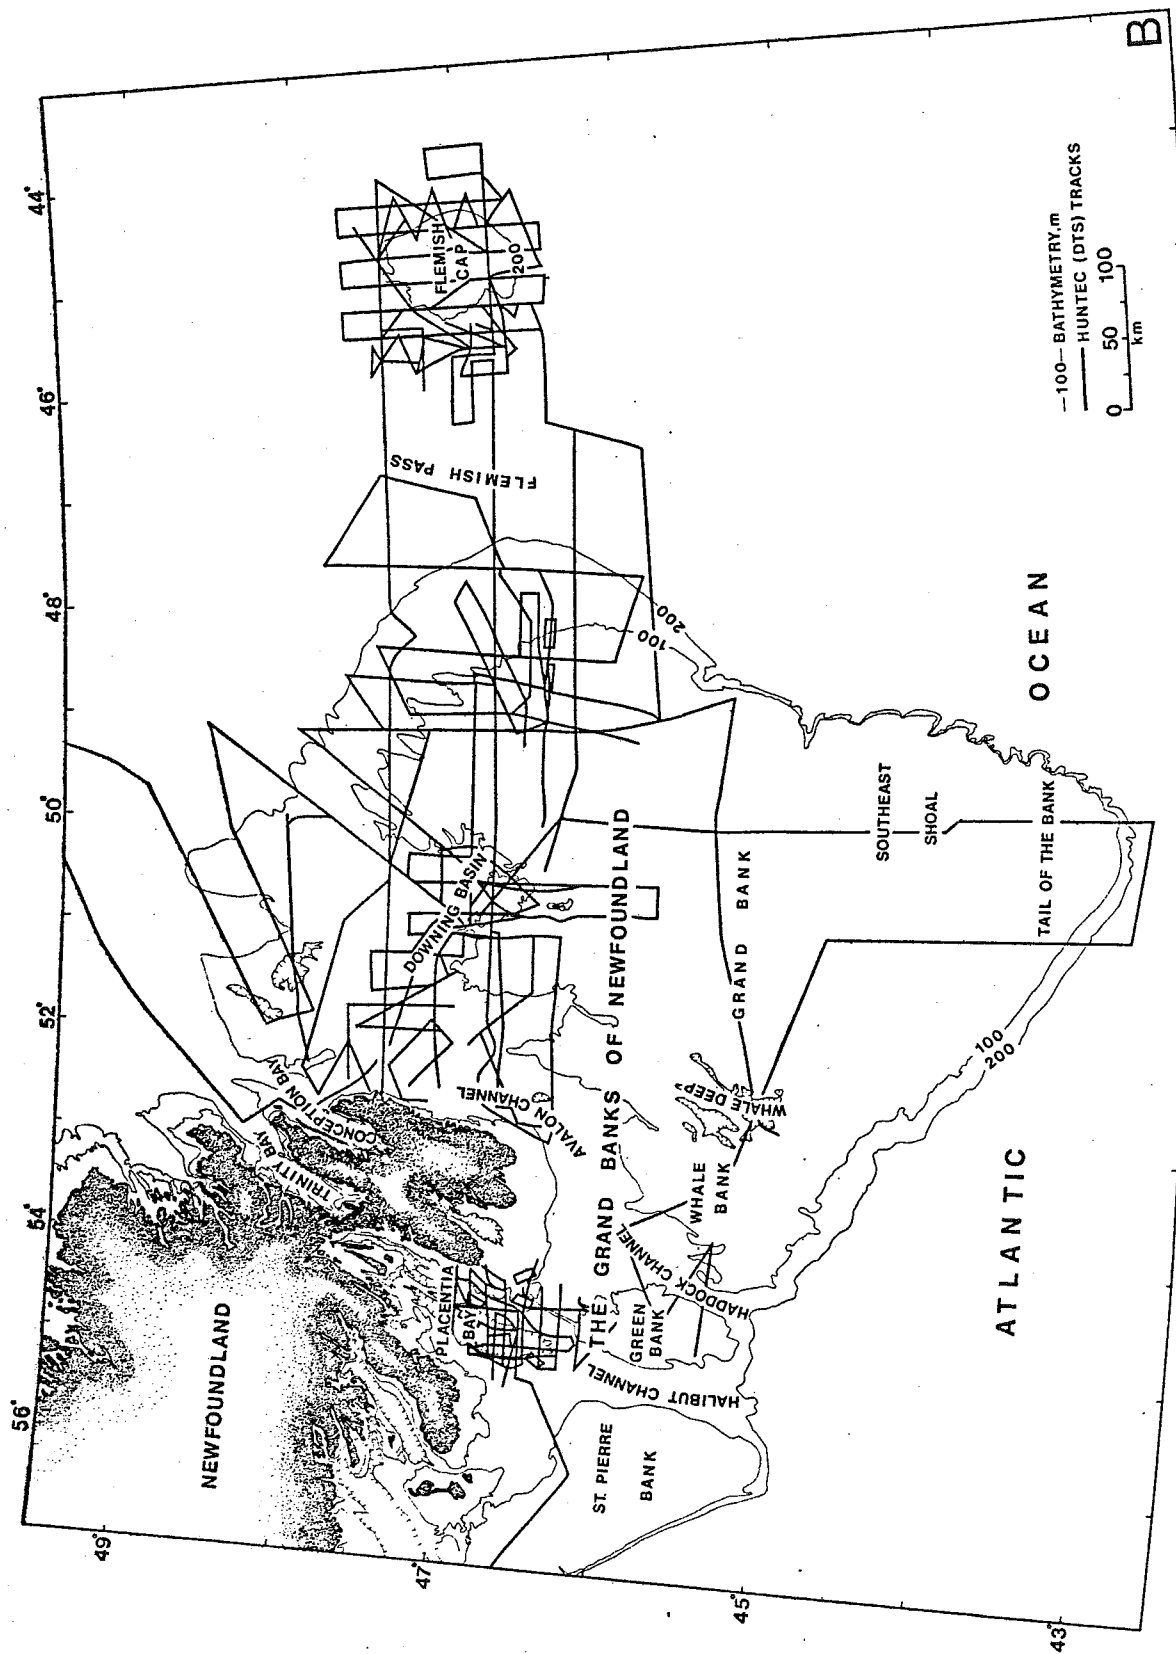 56°
54°
52°
50°
48°
46°
44°
49°
47°
45°
43°
NEWFOUNDLAND
TRINITY BAY
CONCEPTION BAY
PLACENTIA
BAY
AVALON CHANNEL
DOWNING BASIN
FLEMISH PASS
FLEMISH
CAP
200
THE GRAND BANKS OF NEWFOUNDLAND
ST. PIERRE
BANK
HALIBUT CHANNEL
GREEN
BANK
HADDOCK CHANNEL
WHALE
BANK
"WHALE DEEP"
GRAND BANK
SOUTHEAST
SHOAL
TAIL OF THE BANK
100
200
100
200
ATLANTIC OCEAN
—100— BATHYMETRY,m
HUNTEC (DTS) TRACKS
0 50 100
km
B